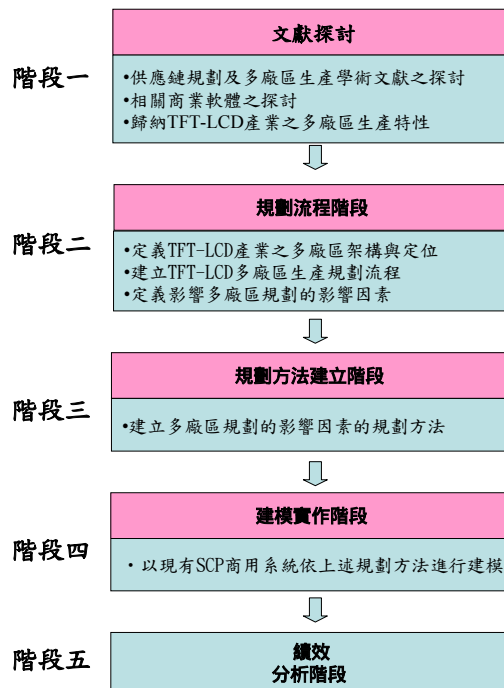 文獻探討
階段一
•供應鏈規劃及多廠區生產學術文獻之探討
•相關商業軟體之探討
•歸納TFT-LCD產業之多廠區生產特性
規劃流程階段
階段二
•定義TFT-LCD產業之多廠區架構與定位
•建立TFT-LCD多廠區生產規劃流程
•定義影響多廠區規劃的影響因素
規劃方法建立階段
階段三
•建立多廠區規劃的影響因素的規劃方法
建模實作階段
階段四
•以現有SCP商用系統依上述規劃方法進行建模
階段五
績效
分析階段